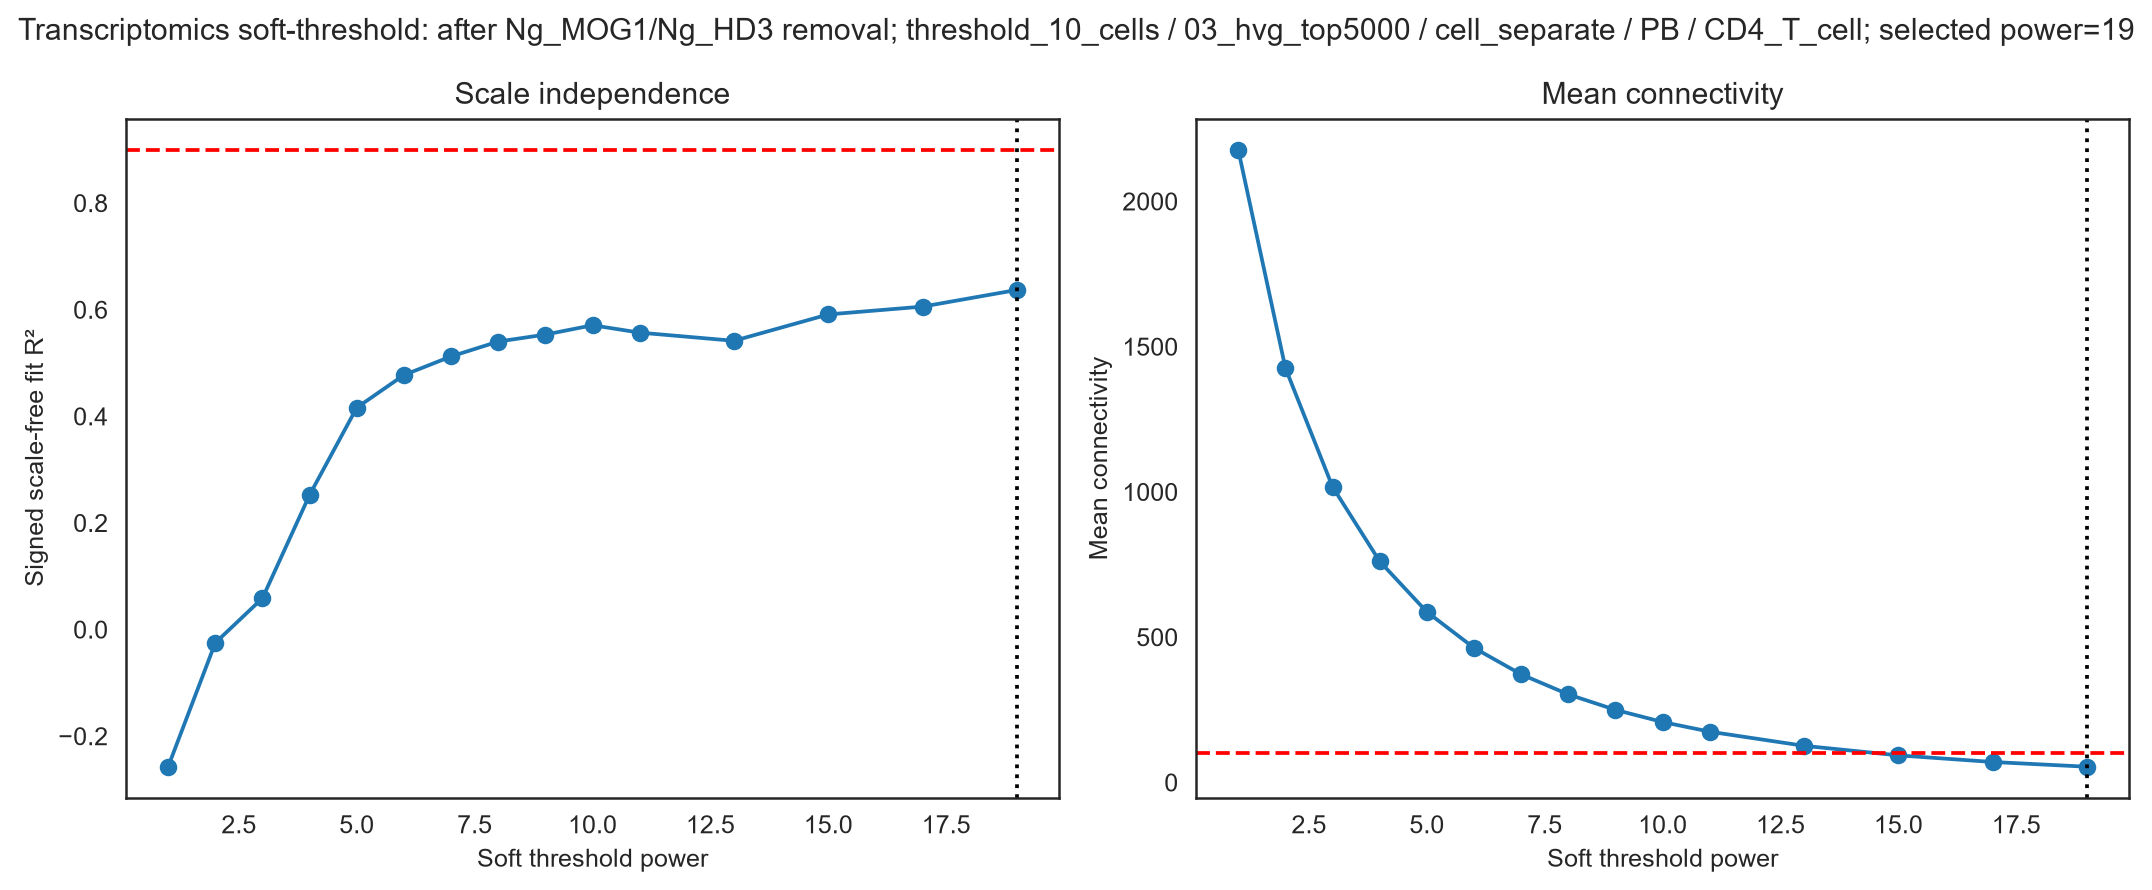 Transcriptomics soft-threshold: after Ng_MOG1/Ng_HD3 removal; threshold_10_cells / 03_hvg_top5000 / cell_separate / PB / CD4_T_cell; selected power=19
Scale independence
Signed scale-free fit R²
0.8
0.6
0.4
0.2
0.0
−0.2
2.5 5.0 7.5 10.0 12.5 15.0 17.5
Soft threshold power
Mean connectivity
Mean connectivity
2000
1500
1000
500
0
2.5 5.0 7.5 10.0 12.5 15.0 17.5
Soft threshold power